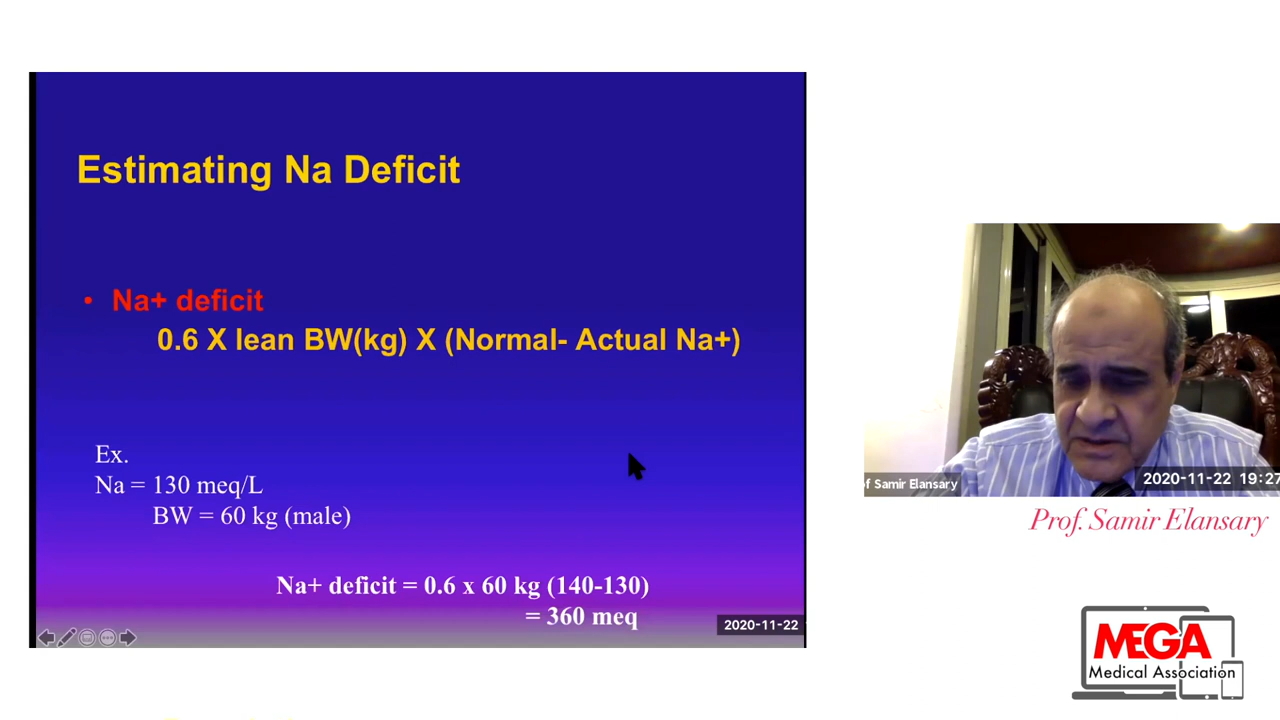 Estimating Na Deficit
• Na+ deficit
0.6 X lean BW(kg) X (Normal- Actual Na+)
Ex.
Na = 130 meq/L
BW = 60 kg (male)
Na+ deficit = 0.6 x 60 kg (140-130)
= 360 meq
2020-11-22
f Samir Elansary
2020-11-22 19:27
Prof. Samir Elansary
MEGA
Medical Association